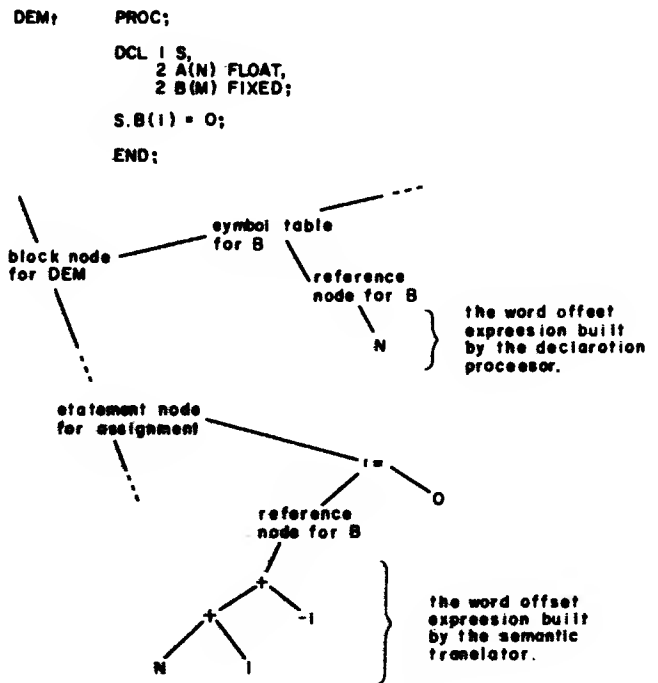 DEM: PROC;
DCL 1 S,
2 A(N) FLOAT,
2 B(M) FIXED;
S.B(i) = 0;
END;
symbol table
for B
block node
for DEM
reference
node for B
N
the word offset
expression built
by the declaration
processor.
statement node
for assignment
:=
0
reference
node for B
+
+
-1
N
i
the word offset
expression built
by the semantic
translator.